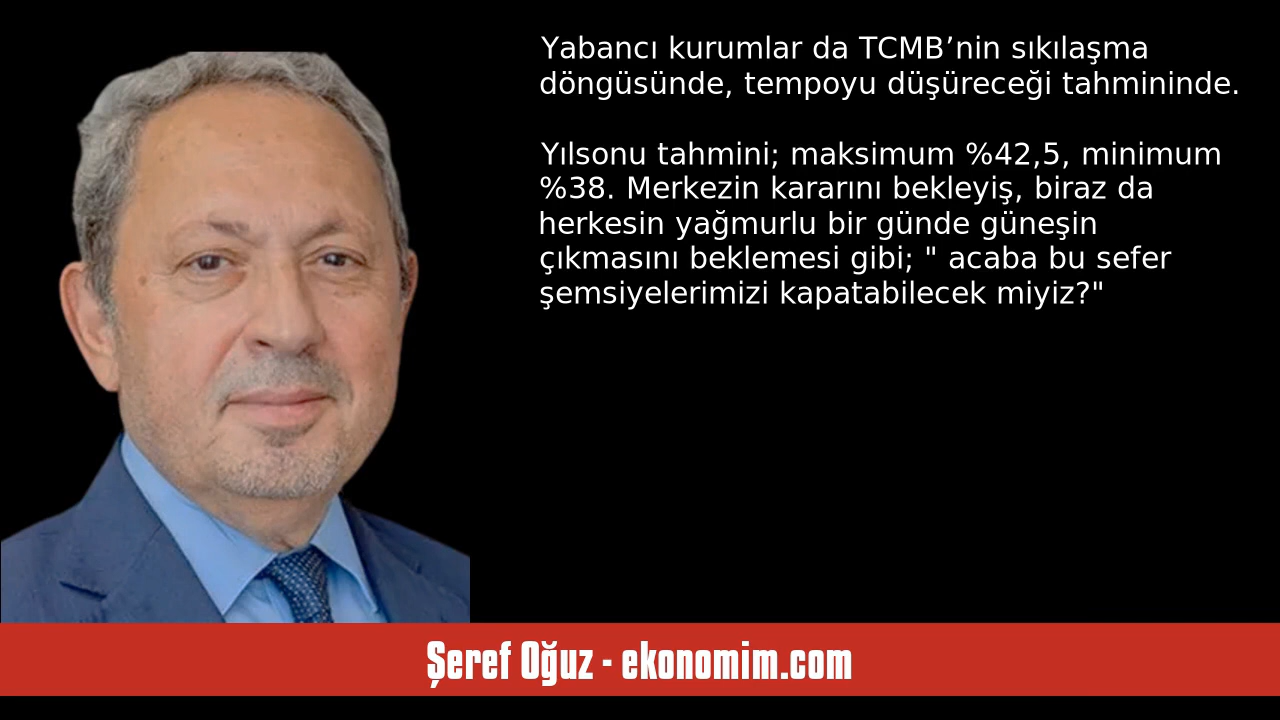 Yabancı kurumlar da TCMB’nin sıkılaşma
döngüsünde, tempoyu düşüreceği tahmininde.
Yılsonu tahmini; maksimum %42,5, minimum
%38. Merkezin kararını bekleyiş, biraz da
herkesin yağmurlu bir günde güneşin
çıkmasını beklemesi gibi; " acaba bu sefer
şemsiyelerimizi kapatabilecek miyiz?"
Şeref Oğuz - ekonomim.com